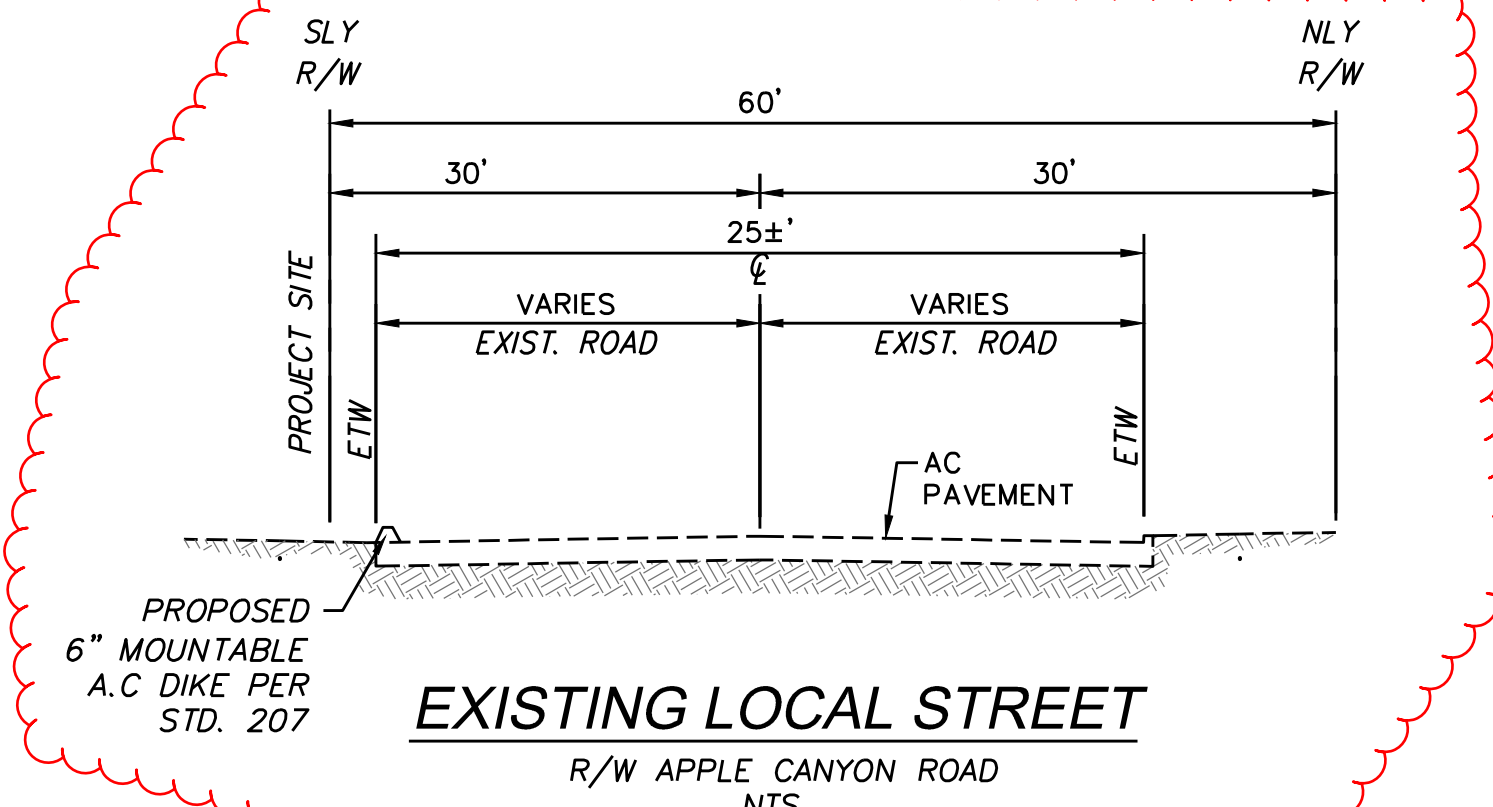 SLY
R/W
NLY
R/W
60'
30'
30'
25±'
℄
VARIES
EXIST. ROAD
VARIES
EXIST. ROAD
PROJECT SITE
ETW
ETW
AC
PAVEMENT
PROPOSED
6" MOUNTABLE
A.C DIKE PER
STD. 207
EXISTING LOCAL STREET
R/W APPLE CANYON ROAD
NTS